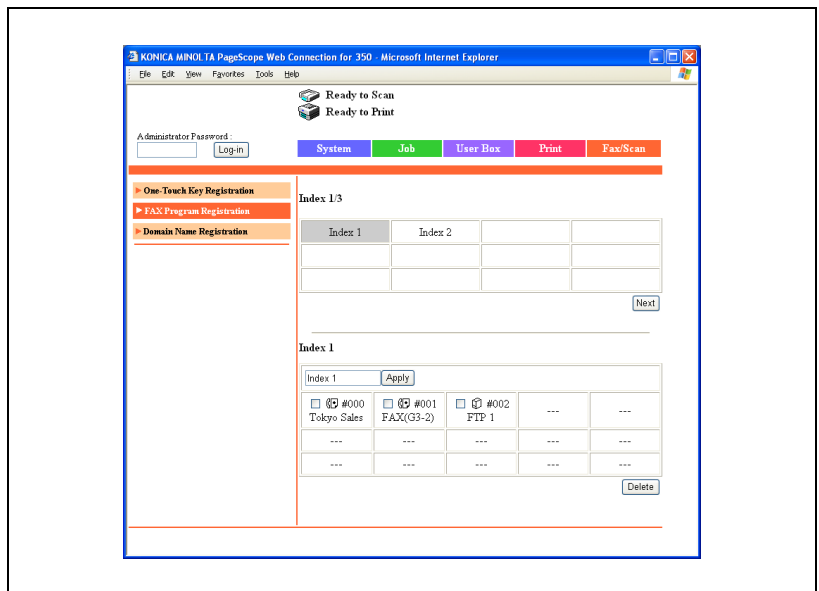 KONICA MINOLTA PageScope Web Connection for 350 - Microsoft Internet Explorer
File Edit View Favorites Tools Help
Ready to Scan
Ready to Print
Administrator Password :
Log-in
System Job User Box Print Fax/Scan
One-Touch Key Registration
FAX Program Registration
Domain Name Registration
Index 1/3
Index 1 Index 2
Next
Index 1
Index 1 Apply
#000 #001 #002
Tokyo Sales FAX(G3-2) FTP 1 --- ---
--- --- --- --- ---
--- --- --- --- ---
Delete